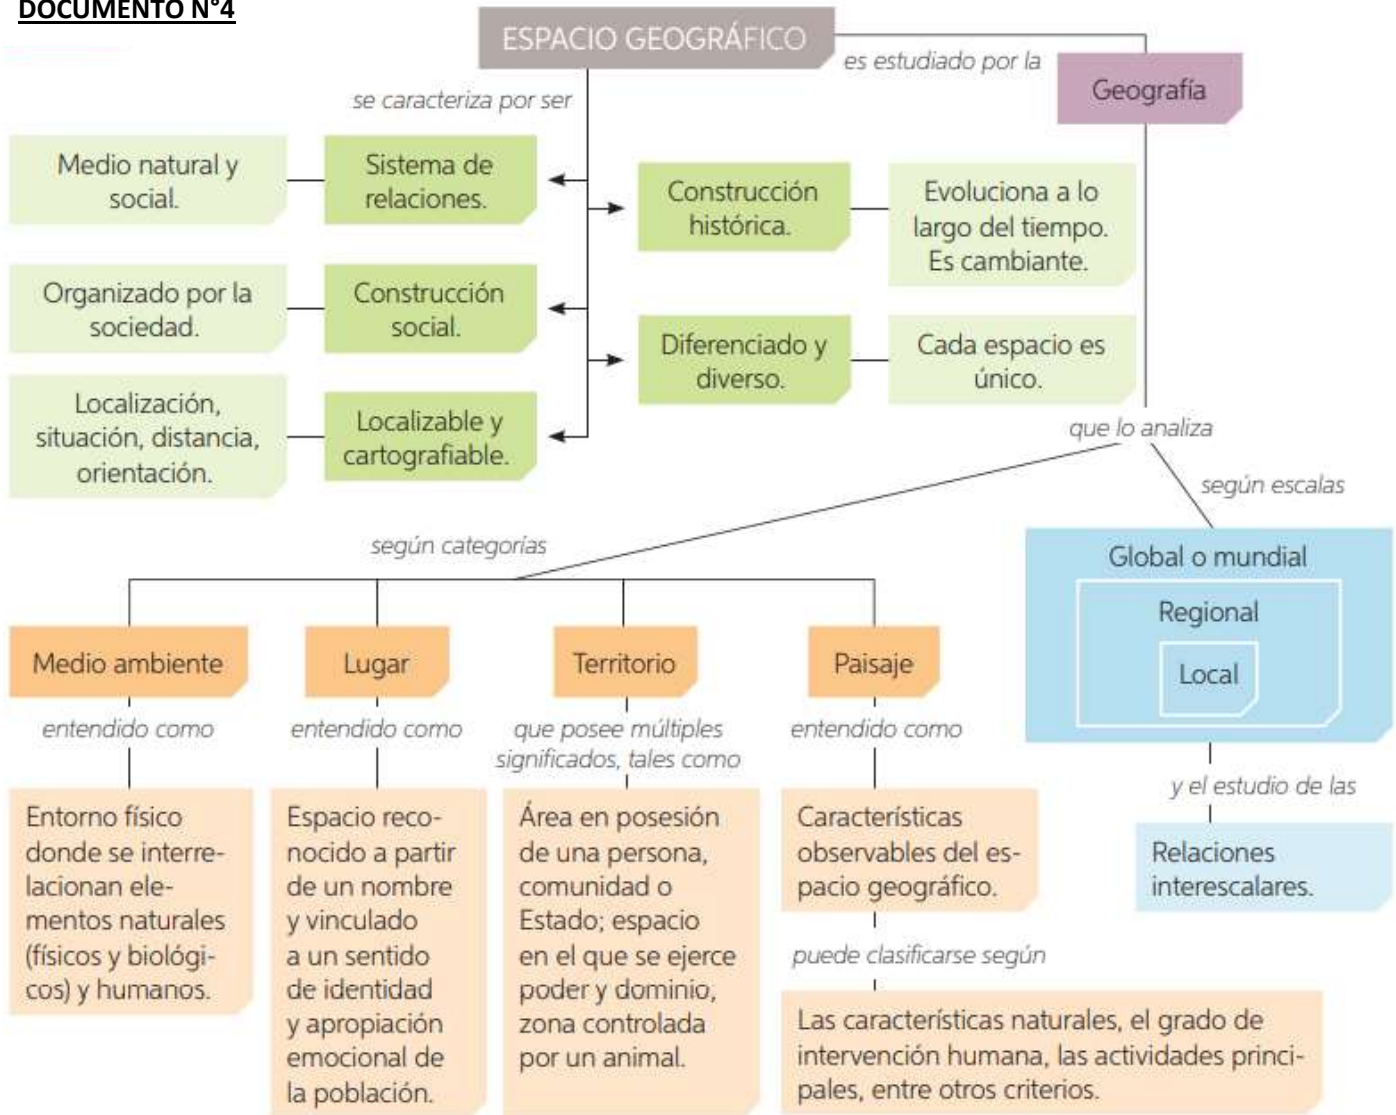 DOCUMENTO N°4
ESPACIO GEOGRÁFICO
es estudiado por la
Geografía
se caracteriza por ser
Medio natural y
social.
Sistema de
relaciones.
Construcción
histórica.
Evoluciona a lo
largo del tiempo.
Es cambiante.
Organizado por la
sociedad.
Construcción
social.
Diferenciado y
diverso.
Cada espacio es
único.
Localización,
situación, distancia,
orientación.
Localizable y
cartografiable.
que lo analiza
según escalas
según categorías
Global o mundial
Regional
Local
y el estudio de las
Relaciones
interescalares.
Medio ambiente
entendido como
Entorno físico
donde se interre-
lacionan ele-
mentos naturales
(físicos y biológi-
cos) y humanos.
Lugar
entendido como
Espacio reco-
nocido a partir
de un nombre
y vinculado
a un sentido
de identidad
y apropiación
emocional de
la población.
Territorio
que posee múltiples
significados, tales como
Área en posesión
de una persona,
comunidad o
Estado; espacio
en el que se ejerce
poder y dominio,
zona controlada
por un animal.
Paisaje
entendido como
Características
observables del es-
pacio geográfico.
puede clasificarse según
Las características naturales, el grado de
intervención humana, las actividades princi-
pales, entre otros criterios.